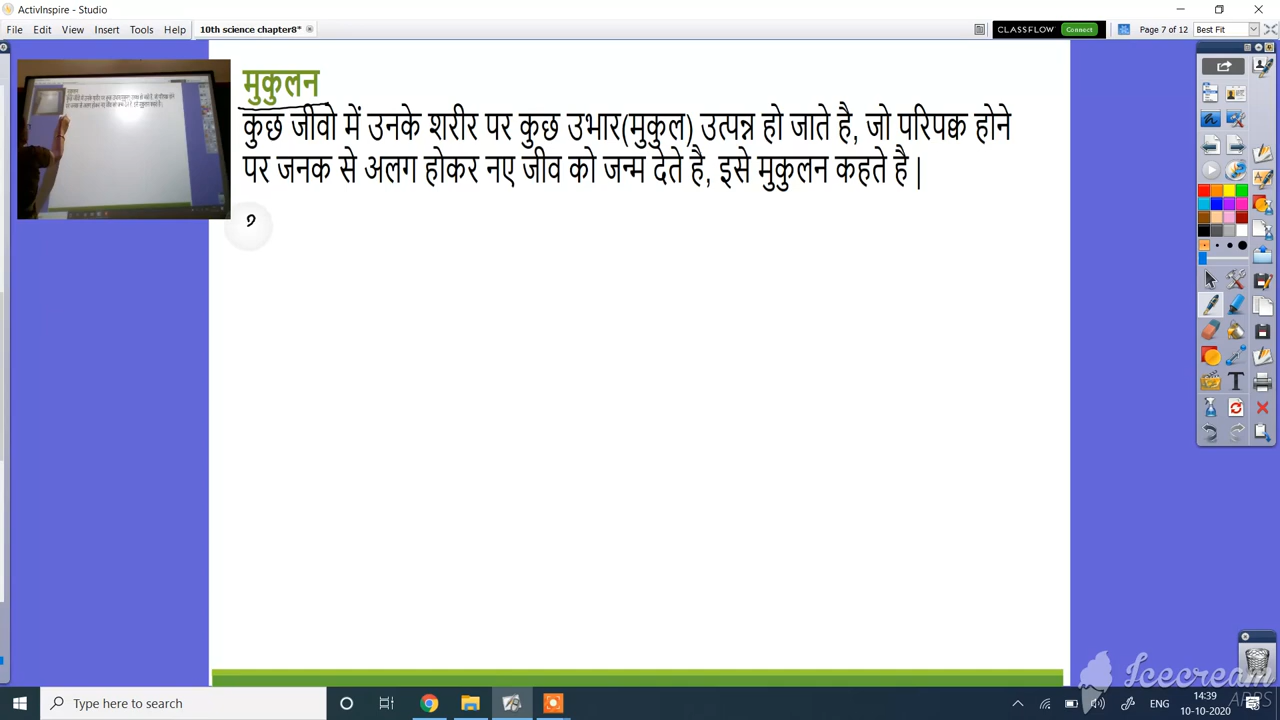 ActivInspire - Studio
File Edit View Insert Tools Help
10th science chapter8*
CLASSFLOW Connect
Page 7 of 12
Best Fit
मुकुलन
कुछ जीवो में उनके शरीर पर कुछ उभार(मुकुल) उत्पन्न हो जाते है, जो परिपक्व होने
पर जनक से अलग होकर नए जीव को जन्म देते है, इसे मुकुलन कहते है |
Icecream
APPS
Type here to search
ENG
14:39
10-10-2020